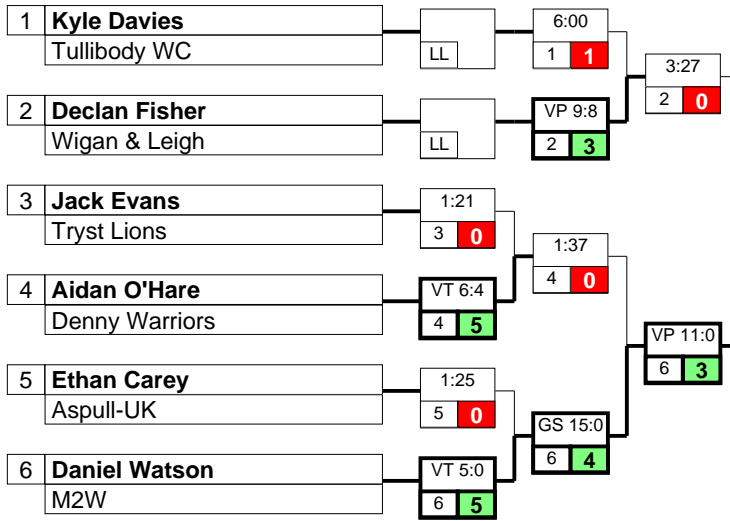 1 Kyle Davies
Tullibody WC
LL
6:00
1 1
3:27
2 0
2 Declan Fisher
Wigan & Leigh
LL
VP 9:8
2 3
3 Jack Evans
Tryst Lions
1:21
3 0
1:37
4 0
4 Aidan O'Hare
Denny Warriors
VT 6:4
4 5
VP 11:0
6 3
5 Ethan Carey
Aspull-UK
1:25
5 0
GS 15:0
6 4
6 Daniel Watson
M2W
VT 5:0
6 5